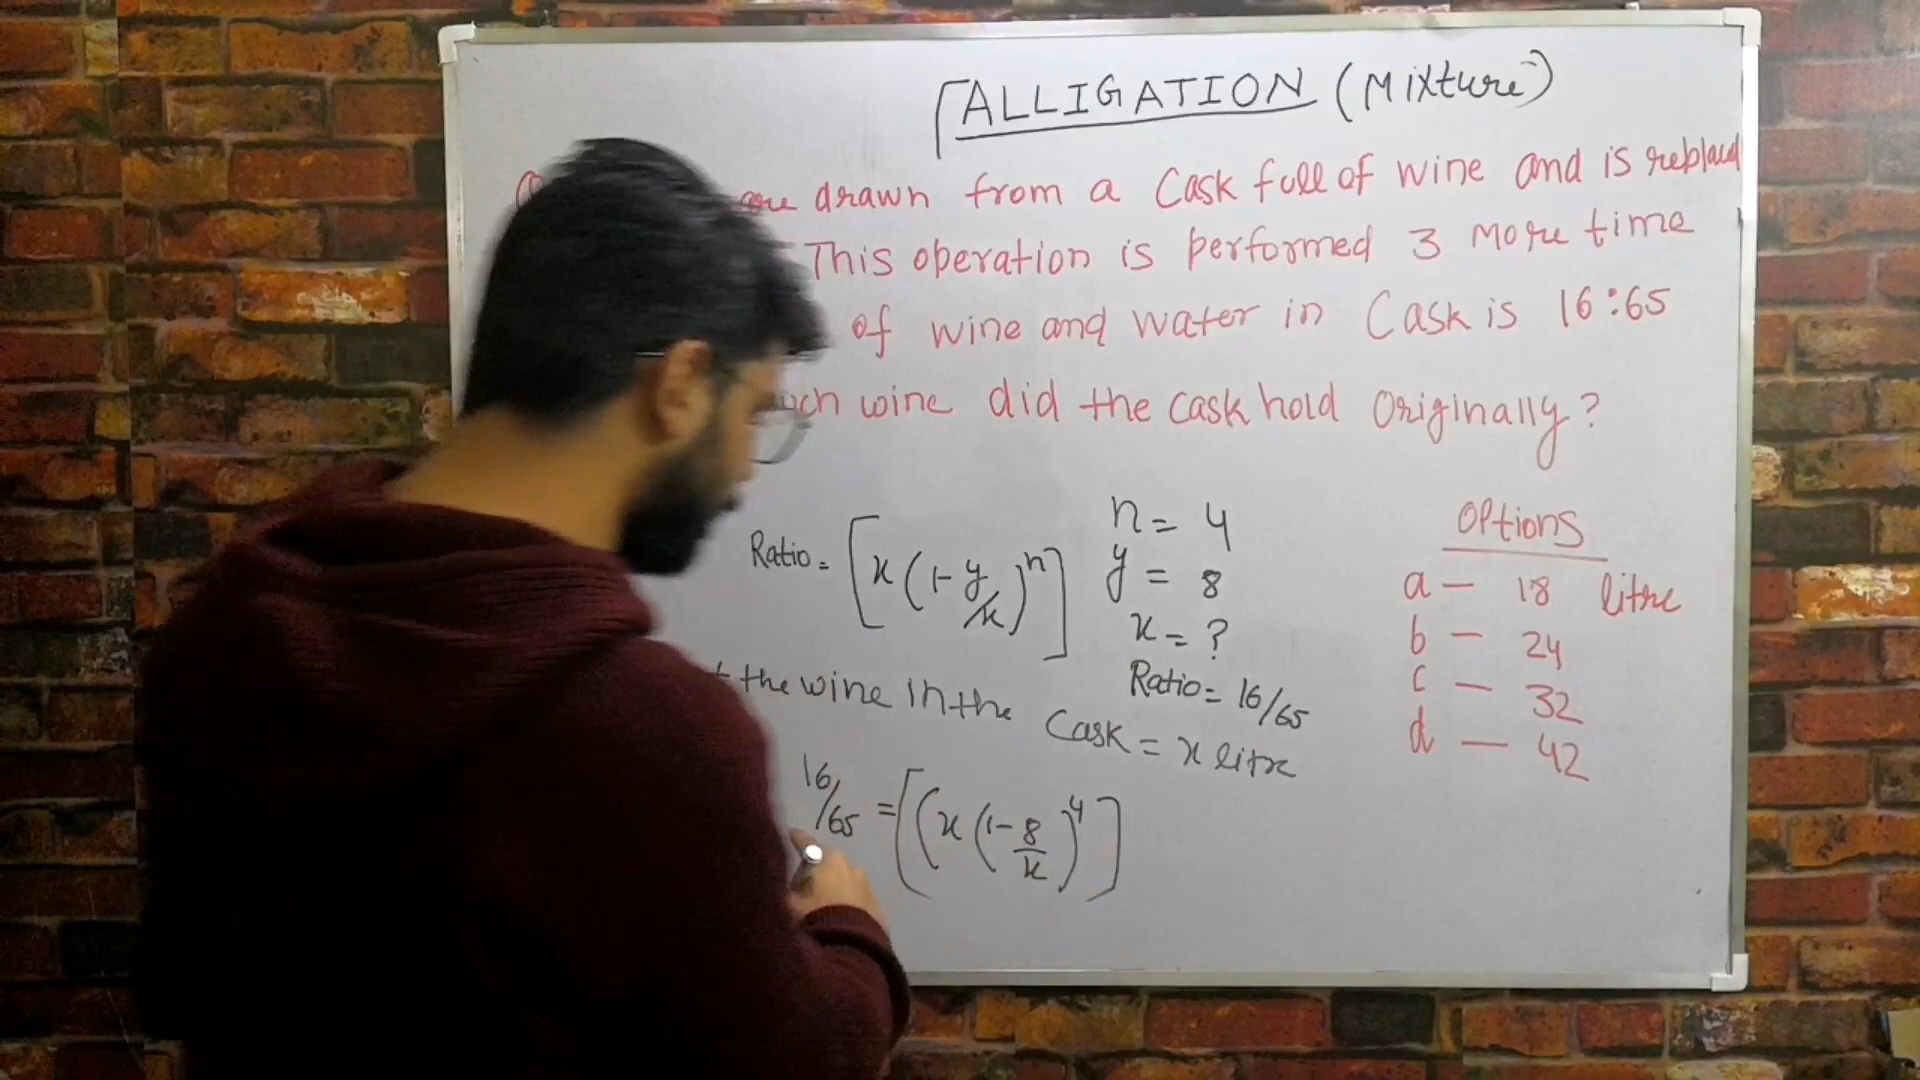 ALLIGATION (Mixture)
are drawn from a Cask full of wine and is replaced
This operation is performed 3 More time
of wine and water in Cask is 16:65
wine did the cask hold Originally?
Ratio = [x(1-y/x)^n]
n = 4
y = 8
x = ?
Ratio = 16/65
the wine in the Cask = x litre
16/65 = [(x(1-8/x)^4]
Options
a — 18 litre
b — 24
c — 32
d — 42